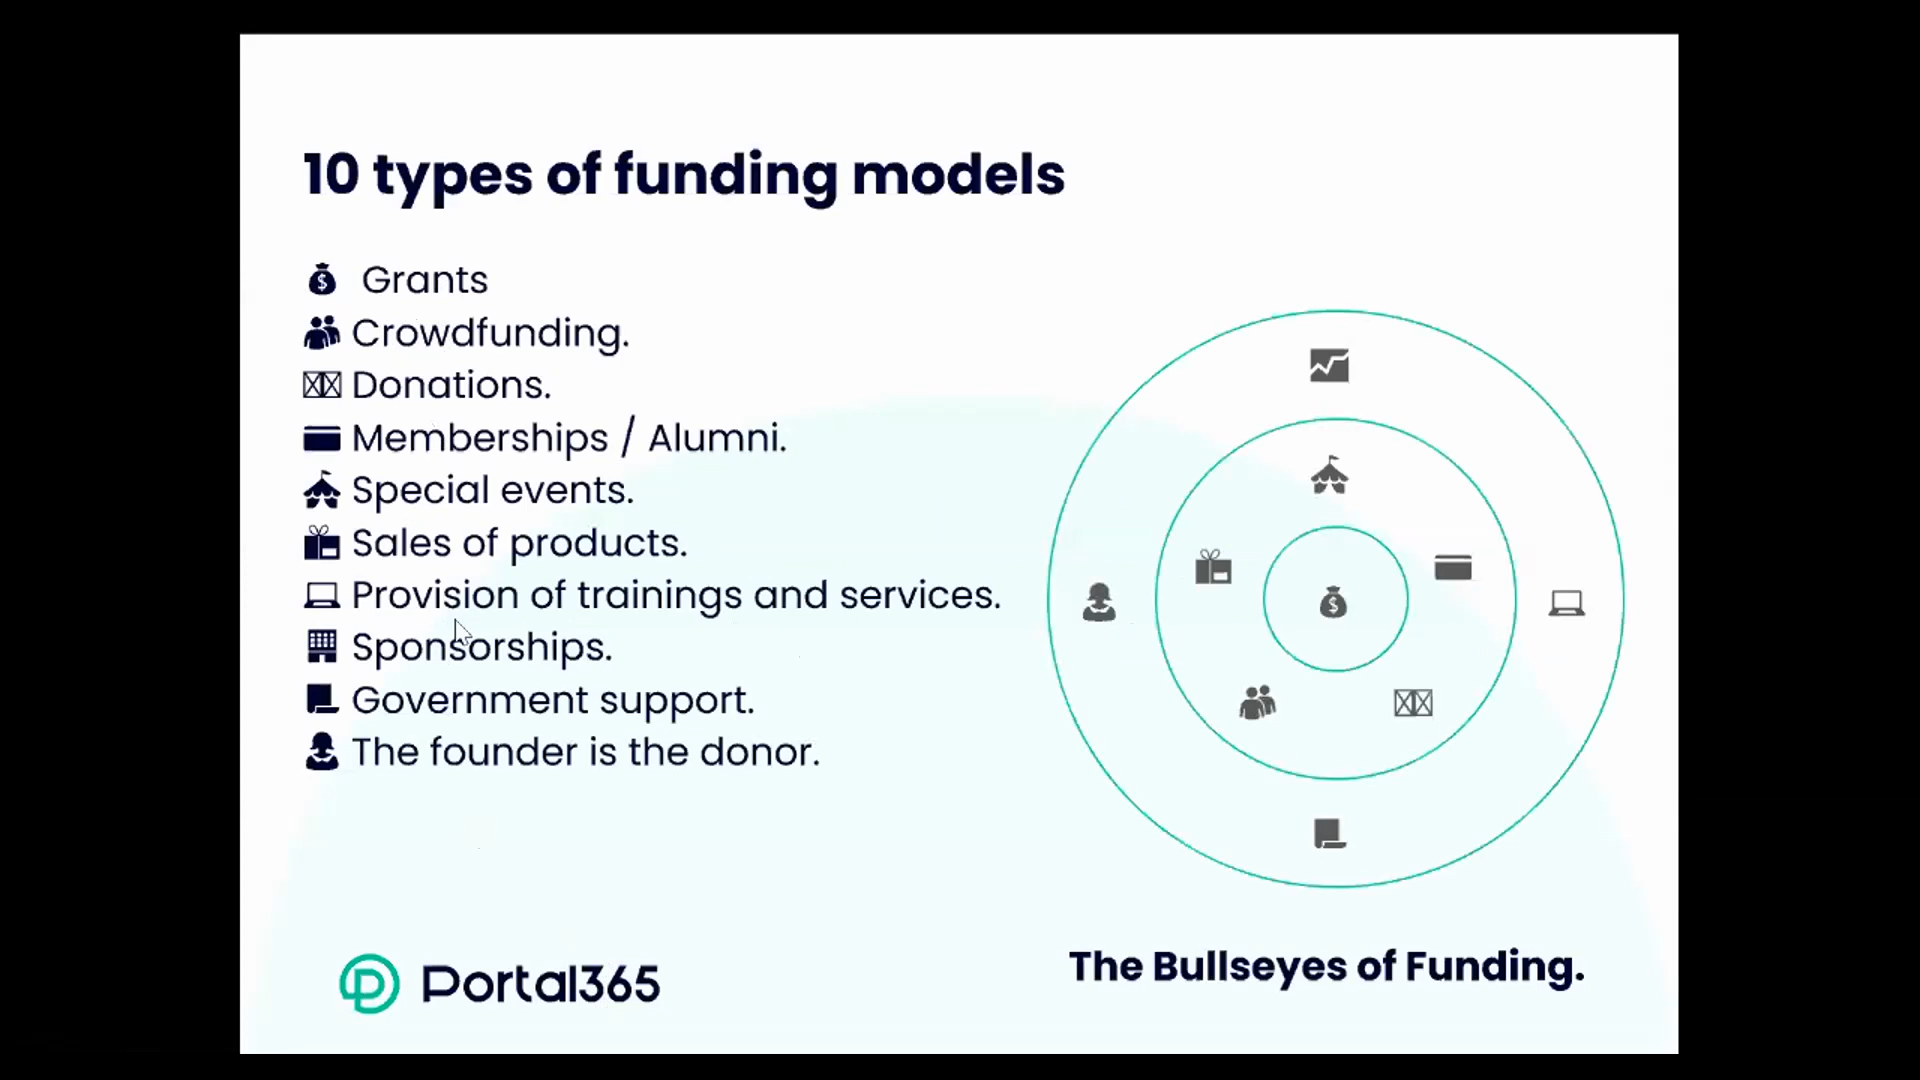 10 types of funding models
Grants
Crowdfunding.
Donations.
Memberships / Alumni.
Special events.
Sales of products.
Provision of trainings and services.
Sponsorships.
Government support.
The founder is the donor.
The Bullseyes of Funding.
Portal365